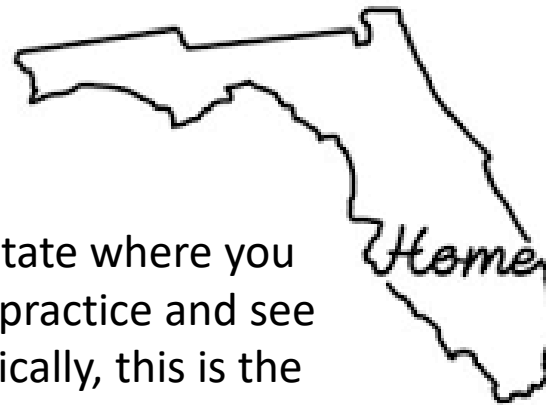 Home
tate where you
practice and see
ically, this is the